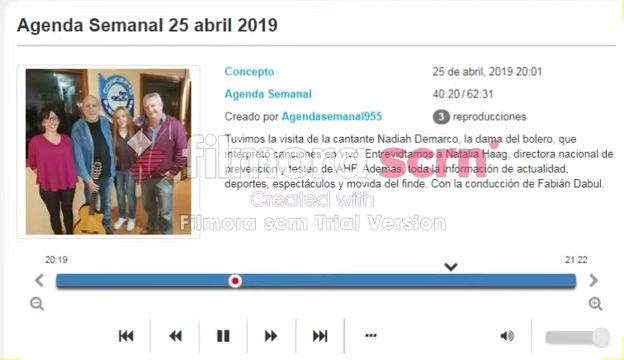 Agenda Semanal 25 abril 2019
Concepto
25 de abril, 2019 20:01
Agenda Semanal
40:20 / 62:31
Creado por Agendasemanal955
3 reproducciones
Tuvimos la visita de la cantante Nadiah Demarco, la dama del bolero, que
interpretó canciones en vivo. Entrevistamos a Natalia Haag, directora nacional de
prevención y testeo de AHF. Además, toda la información de actualidad,
deportes, espectáculos y movida del finde. Con la conducción de Fabián Dabul.
filmora scrn
Created with
Filmora scrn Trial Version
CONCEPTO
20:19
21:22